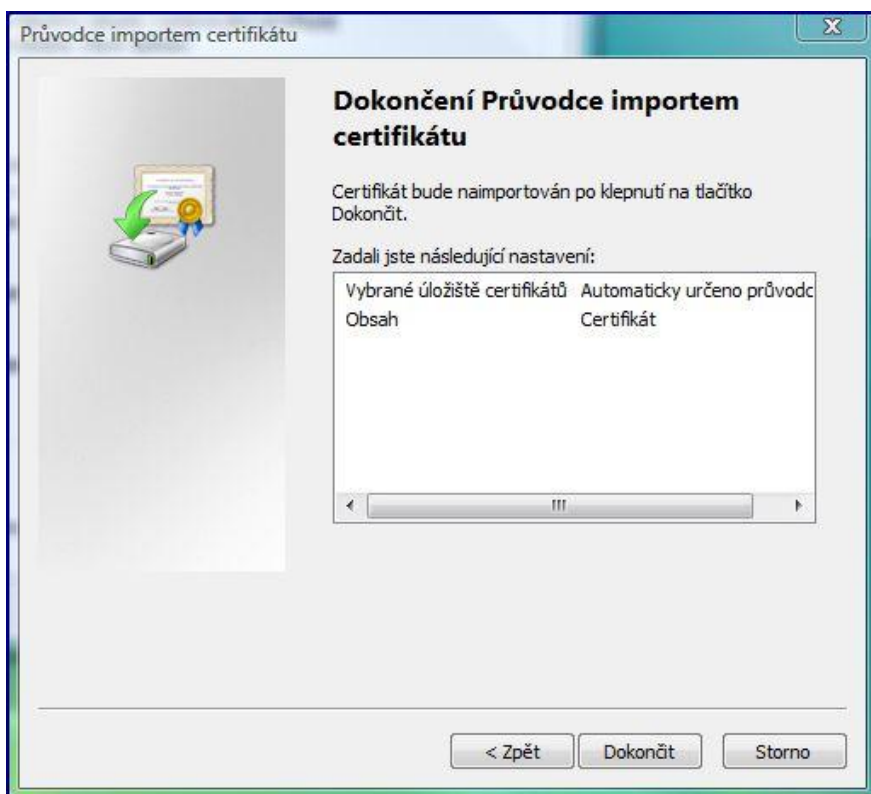 Průvodce importem certifikátu
Dokončení Průvodce importem
certifikátu
Certifikát bude naimportován po klepnutí na tlačítko
Dokončit.
Zadali jste následující nastavení:
Vybrané úložiště certifikátů Automaticky určeno průvodc
Obsah Certifikát
< Zpět Dokončit Storno